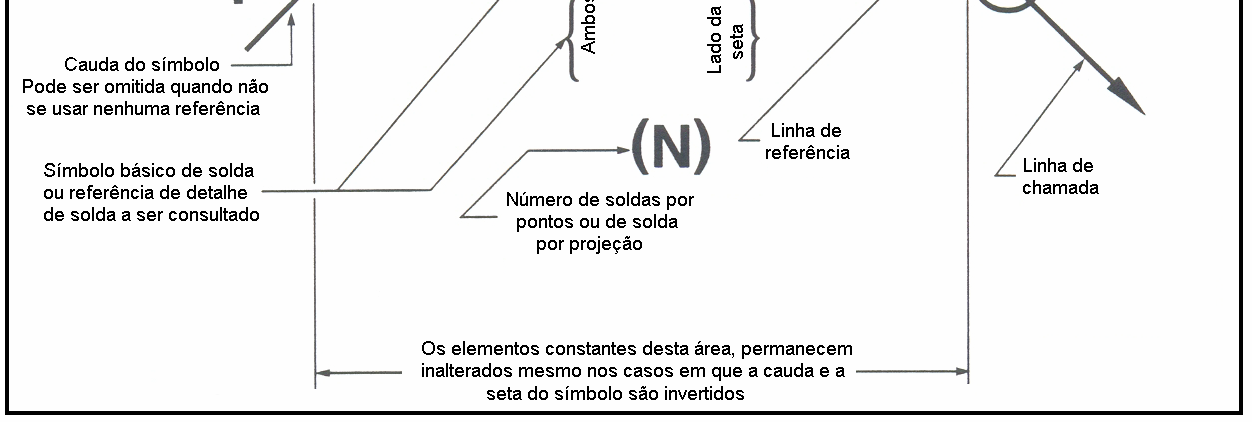 Ambos
Lado da
seta
Cauda do símbolo
Pode ser omitida quando não
se usar nenhuma referência
(N)
Linha de
referência
Símbolo básico de solda
ou referência de detalhe
de solda a ser consultado
Linha de
chamada
Número de soldas por
pontos ou de solda
por projeção
Os elementos constantes desta área, permanecem
inalterados mesmo nos casos em que a cauda e a
seta do símbolo são invertidos